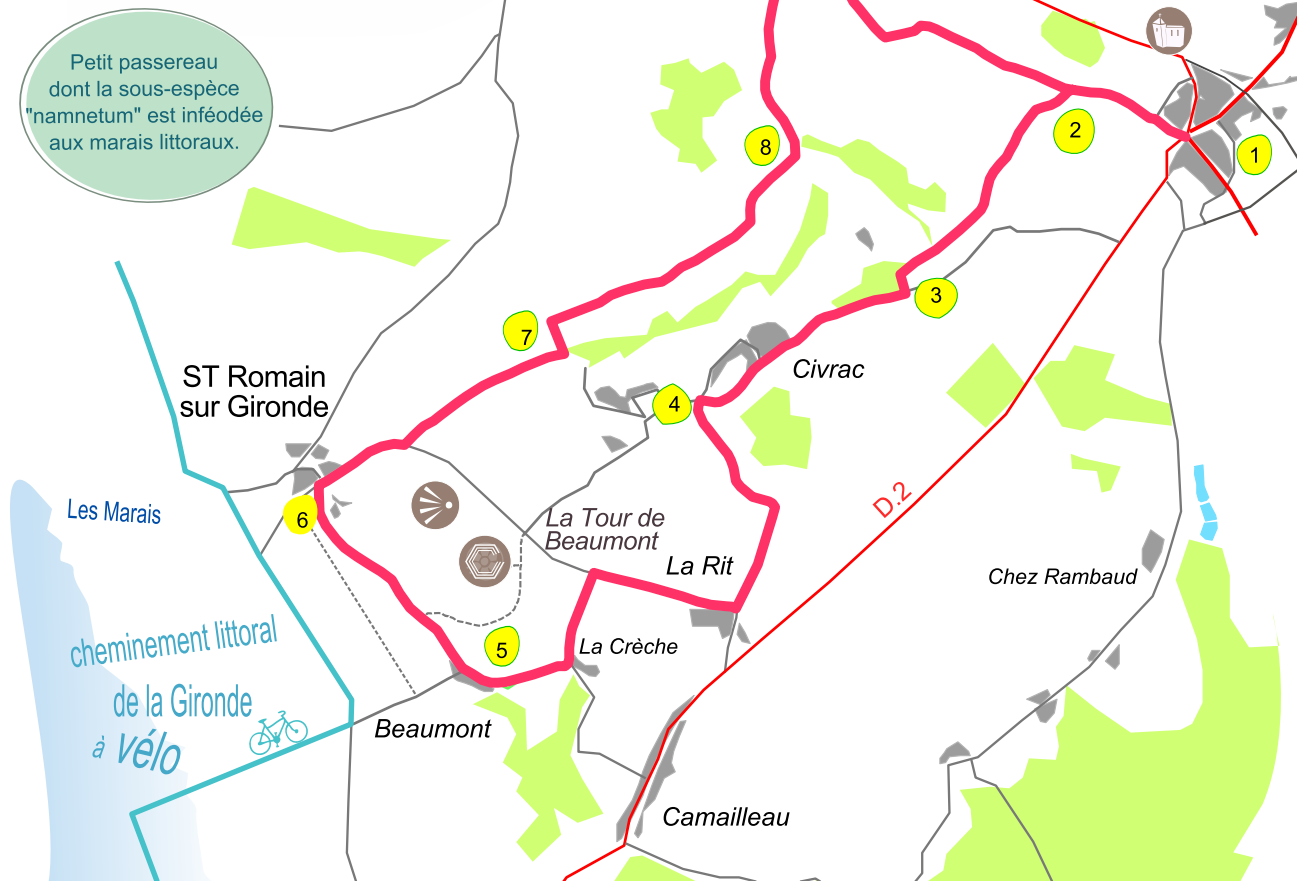 Petit passereau
dont la sous-espèce
"namnetum" est inféodée
aux marais littoraux.
8
2
1
3
7
ST Romain
sur Gironde
Civrac
4
Les Marais
6
La Tour de
Beaumont
D.2
La Rit
Chez Rambaud
cheminement littoral
de la Gironde
à vélo
5
La Crèche
Beaumont
Camailleau